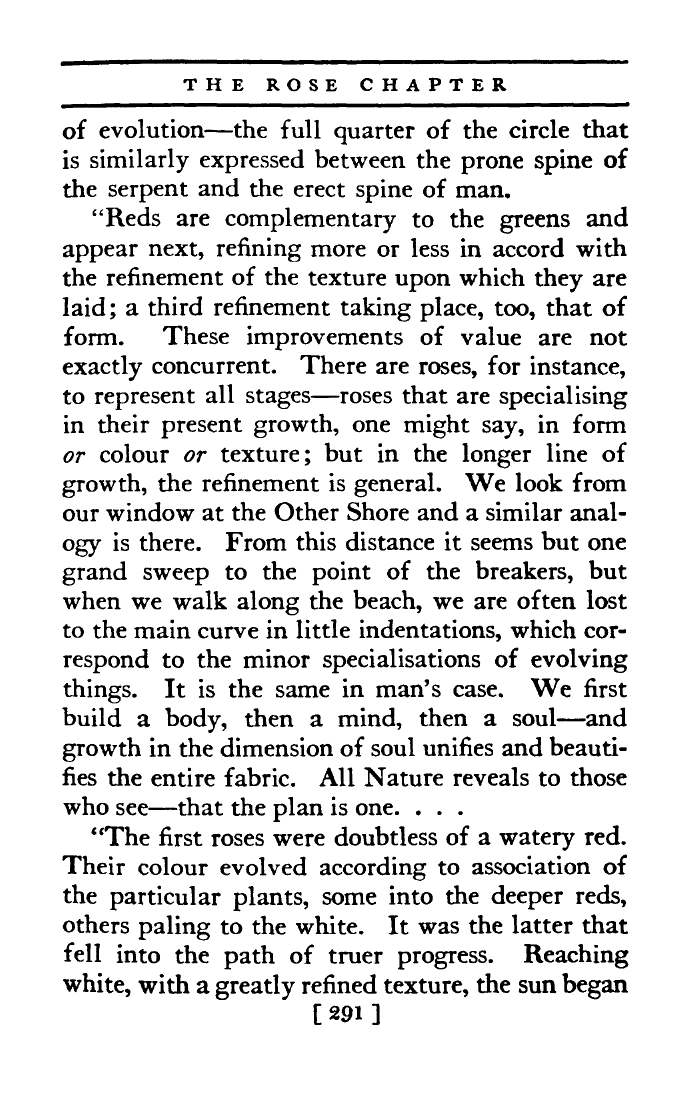 THE ROSE CHAPTER
of evolution—the full quarter of the circle that
is similarly expressed between the prone spine of
the serpent and the erect spine of man.
“Reds are complementary to the greens and
appear next, refining more or less in accord with
the refinement of the texture upon which they are
laid; a third refinement taking place, too, that of
form. These improvements of value are not
exactly concurrent. There are roses, for instance,
to represent all stages—roses that are specialising
in their present growth, one might say, in form
or colour or texture; but in the longer line of
growth, the refinement is general. We look from
our window at the Other Shore and a similar anal-
ogy is there. From this distance it seems but one
grand sweep to the point of the breakers, but
when we walk along the beach, we are often lost
to the main curve in little indentations, which cor-
respond to the minor specialisations of evolving
things. It is the same in man's case. We first
build a body, then a mind, then a soul—and
growth in the dimension of soul unifies and beauti-
fies the entire fabric. All Nature reveals to those
who see—that the plan is one. . . .
“The first roses were doubtless of a watery red.
Their colour evolved according to association of
the particular plants, some into the deeper reds,
others paling to the white. It was the latter that
fell into the path of truer progress. Reaching
white, with a greatly refined texture, the sun began
[ 291 ]